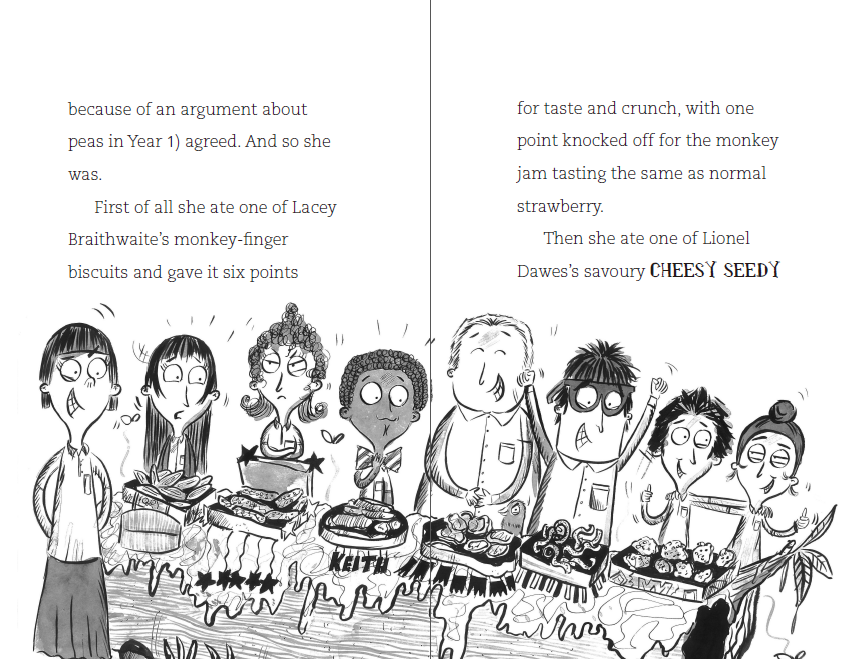 because of an argument about
peas in Year 1) agreed. And so she
was.
First of all she ate one of Lacey
Braithwaite’s monkey-finger
biscuits and gave it six points
for taste and crunch, with one
point knocked off for the monkey
jam tasting the same as normal
strawberry.
Then she ate one of Lionel
Dawes’s savoury CHEESY SEEDY
KEITH